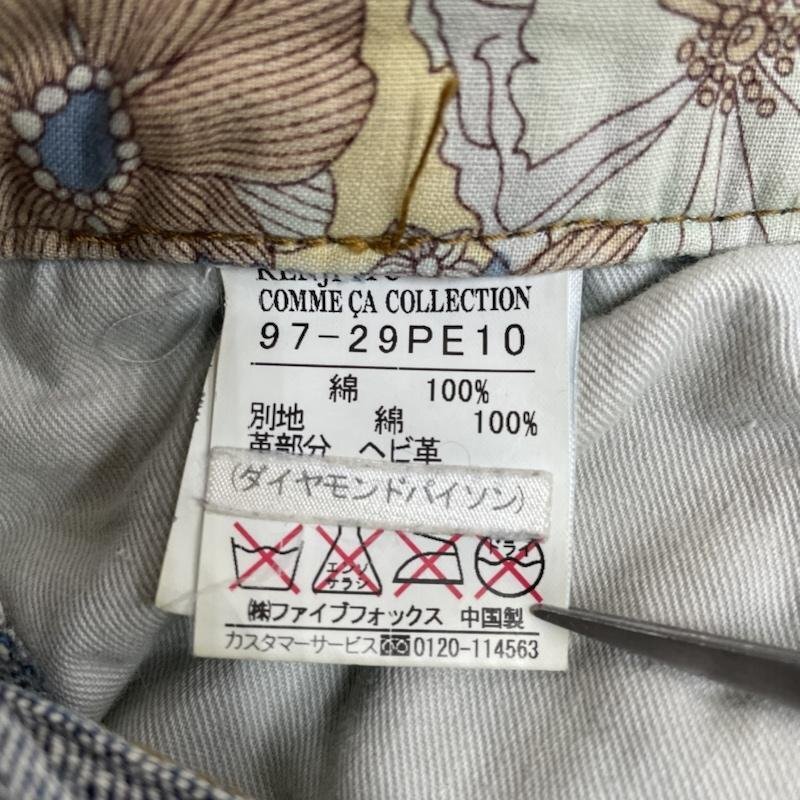 COMME ÇA COLLECTION
97-29PE10
綿 100%
別地 綿 100%
革部分 ヘビ革
(ダイヤモンドパイソン)
エンソ
サラシ
ドライ
㈱ファイブフォックス 中国製
カスタマーサービス 0120-114563